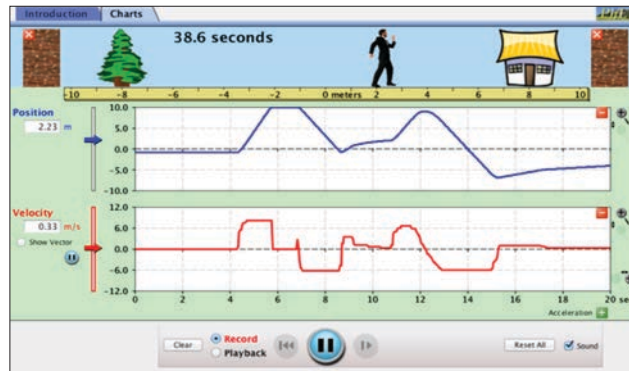 Introduction Charts
38.6 seconds
-10 -8 -6 -4 -2 0 meters 2 4 6 8 10
Position
2.23 m
10.0
5.0
0.0
-5.0
-10.0
Velocity
0.33 m/s
Show Vector
12.0
6.0
0.0
-6.0
-12.0
0 2 4 6 8 10 12 14 16 18 20 se
Acceleration
Clear
Record
Playback
Reset All
Sound